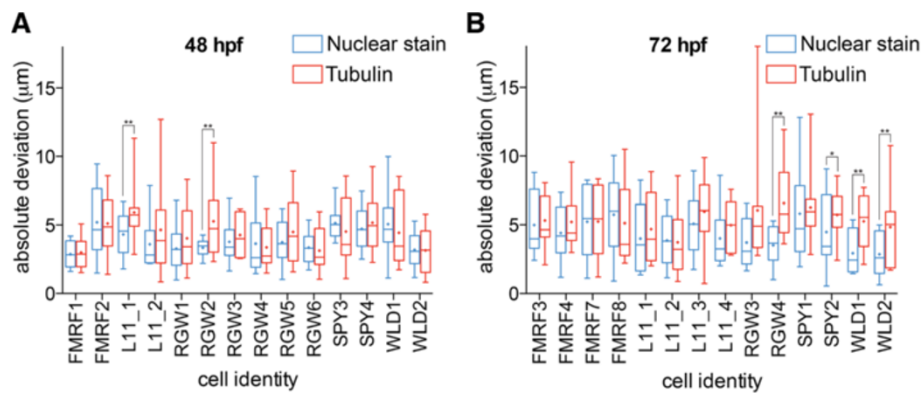 A
48 hpf
Nuclear stain
Tubulin
absolute deviation (μm)
15
10
5
0
**
**
FMRF1
FMRF2
L11_1
L11_2
RGW1
RGW2
RGW3
RGW4
RGW5
RGW6
SPY3
SPY4
WLD1
WLD2
cell identity
B
72 hpf
Nuclear stain
Tubulin
absolute deviation (μm)
15
10
5
0
**
*
**
**
FMRF3
FMRF4
FMRF7
FMRF8
L11_1
L11_2
L11_3
L11_4
RGW3
RGW4
SPY1
SPY2
WLD1
WLD2
cell identity